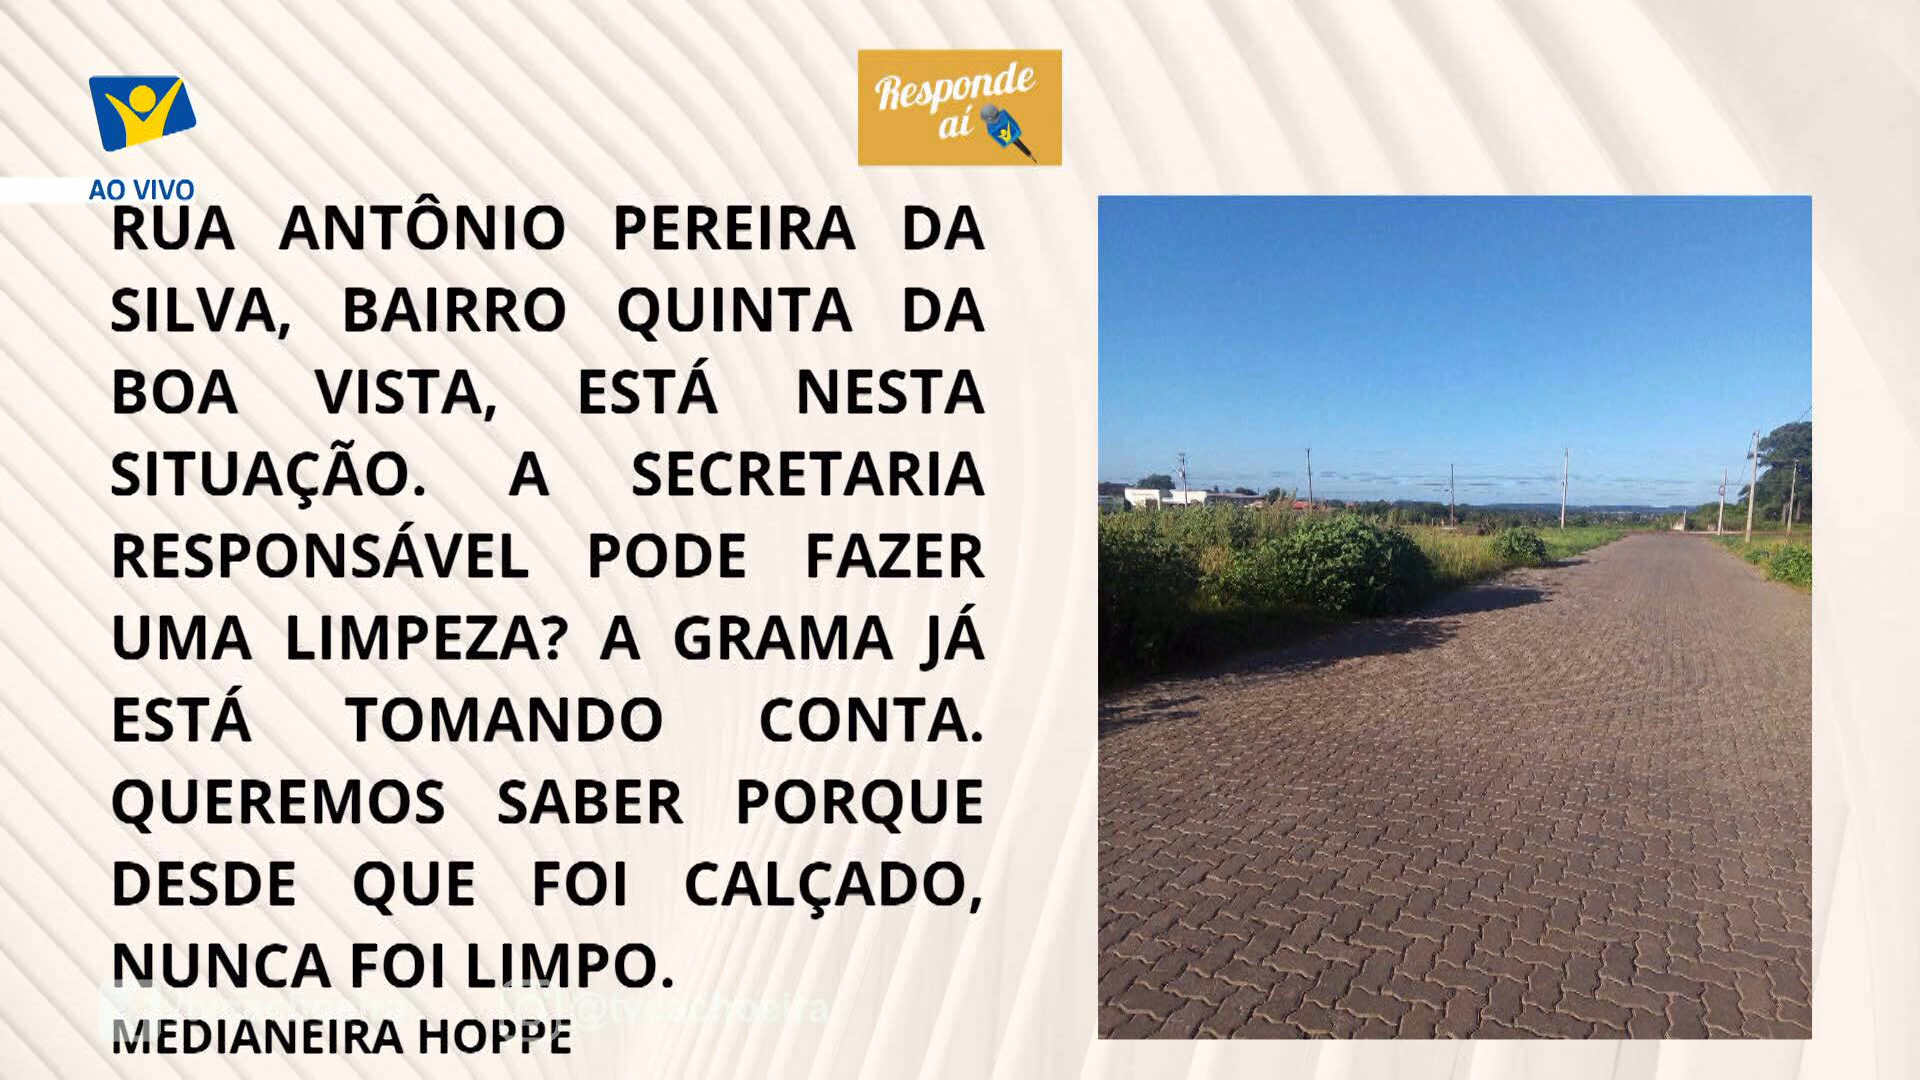 Responde
aí
AO VIVO
RUA ANTÔNIO PEREIRA DA
SILVA, BAIRRO QUINTA DA
BOA VISTA, ESTÁ NESTA
SITUAÇÃO. A SECRETARIA
RESPONSÁVEL PODE FAZER
UMA LIMPEZA? A GRAMA JÁ
ESTÁ TOMANDO CONTA.
QUEREMOS SABER PORQUE
DESDE QUE FOI CALÇADO,
NUNCA FOI LIMPO.
@tvcachoeira
MEDIANEIRA HOPPE